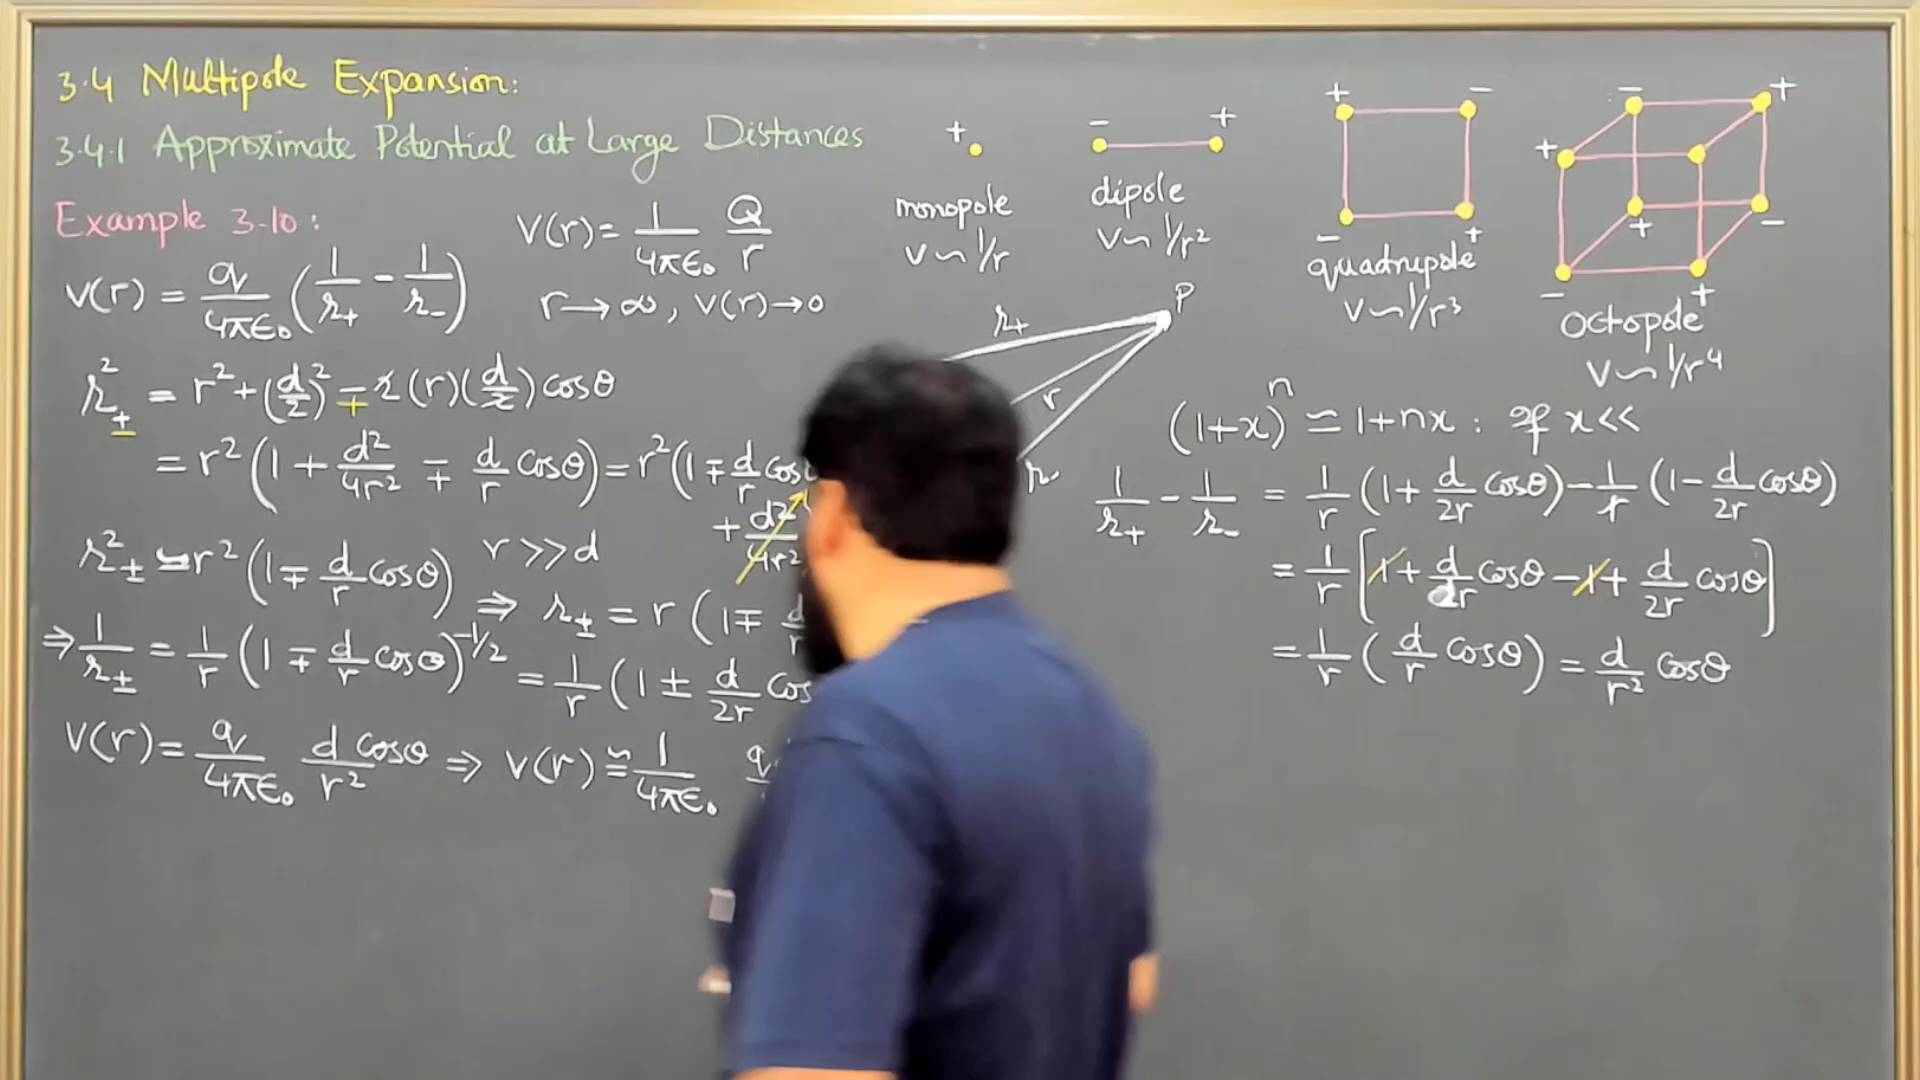 3.4 Multipole Expansion:
3.4.1 Approximate Potential at Large Distances
Example 3.10:
V(r) = 1/4πε₀ Q/r
r→∞, V(r)→0
V(r) = q/4πε₀ (1/𝓇₊ - 1/𝓇₋)
𝓇±² = r² + (d/2)² ∓ 2(r)(d/2)cosθ
= r² (1 + d²/4r² ∓ d/r cosθ) = r² (1 ∓ d/r cosθ
+ d²/4r²
𝓇²± ≃ r² (1 ∓ d/r cosθ) r >> d
⇒ 𝓇± = r (1 ∓ d/r
⇒ 1/𝓇± = 1/r (1 ∓ d/r cosθ)^-1/2 = 1/r (1 ± d/2r Cos
V(r) = q/4πε₀ d cosθ/r² ⇒ V(r) ≅ 1/4πε₀ q
+
monopole
V ~ 1/r
- +
dipole
V ~ 1/r²
+ -
- +
quadrupole
V ~ 1/r³
- +
+
+ -
- +
Octopole
V ~ 1/r⁴
P
𝓇₊
r
𝓇₋
(1+x)ⁿ ≃ 1+nx : if x <<
1/𝓇₊ - 1/𝓇₋ = 1/r (1 + d/2r cosθ) - 1/r (1 - d/2r cosθ)
= 1/r [1 + d/2r cosθ - 1 + d/2r cosθ]
= 1/r (d/r cosθ) = d/r² cosθ